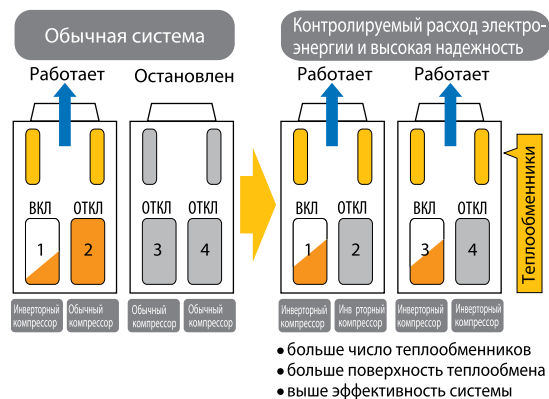 Обычная система
Контролируемый расход электро-
энергии и высокая надежность
Работает
Остановлен
Работает
Работает
ВКЛ
ОТКЛ
ОТКЛ
ОТКЛ
ВКЛ
ОТКЛ
ВКЛ
ОТКЛ
1
2
3
4
1
2
3
4
Теплообменники
Инверторный
компрессор
Обычный
компрессор
Обычный
компрессор
Обычный
компрессор
Инверторный
компрессор
Инв рторный
компрессор
Инверторный
компрессор
Инверторный
компрессор
• больше число теплообменников
• больше поверхность теплообмена
• выше эффективность системы